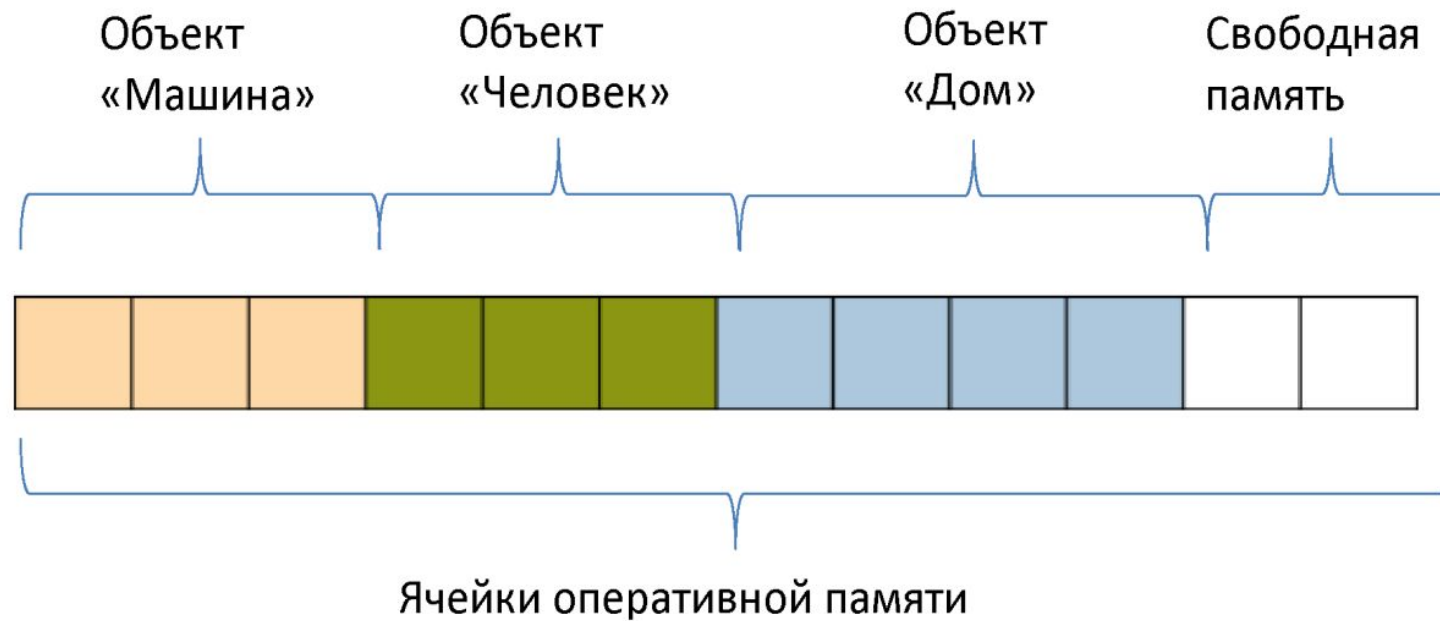 Объект
«Машина»
Объект
«Человек»
Объект
«Дом»
Свободная
память
Ячейки оперативной памяти